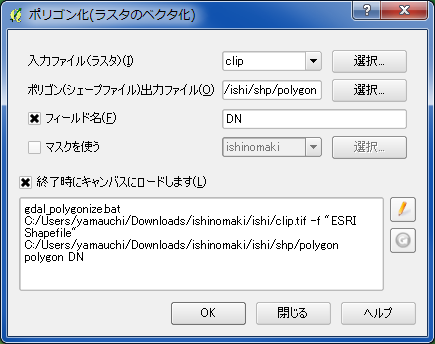 ポリゴン化(ラスタのベクタ化)
入力ファイル(ラスタ)(I) clip 選択...
ポリゴン(シェープファイル)出力ファイル(O) /ishi/shp/polygon 選択...
フィールド名(F) DN
マスクを使う ishinomaki 選択...
終了時にキャンバスにロードします(L)
gdal_polygonize.bat
C:/Users/yamauchi/Downloads/ishinomaki/ishi/clip.tif -f "ESRI
Shapefile"
C:/Users/yamauchi/Downloads/ishinomaki/ishi/shp/polygon
polygon DN
OK 閉じる ヘルプ